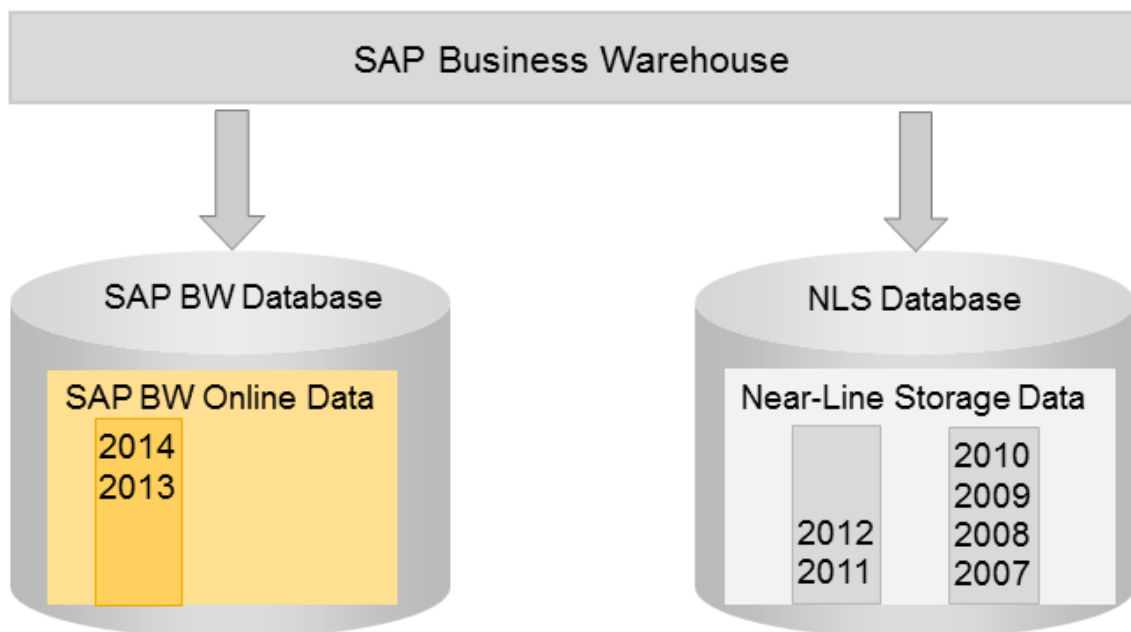 SAP Business Warehouse
SAP BW Database
SAP BW Online Data
2014
2013
NLS Database
Near-Line Storage Data
2012
2011
2010
2009
2008
2007